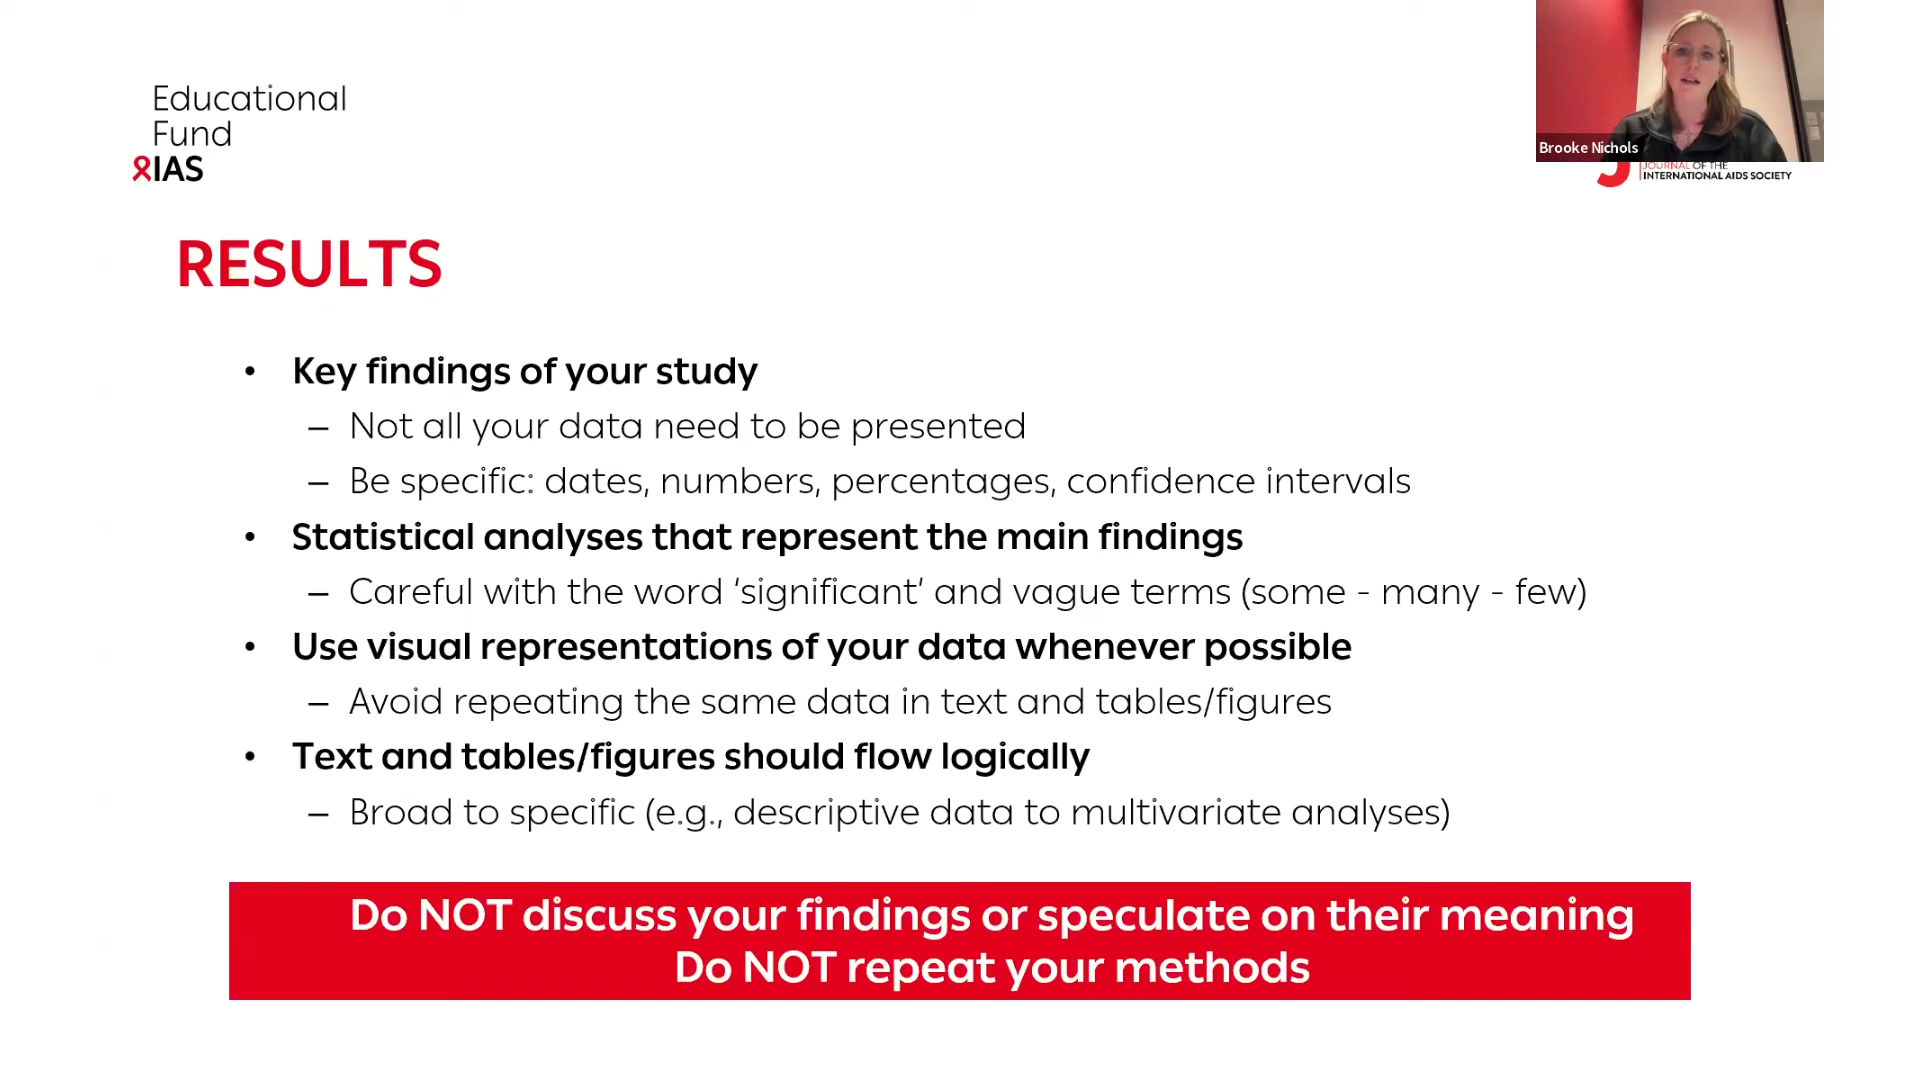 Educational
Fund
IAS
Brooke Nichols
JOURNAL OF THE
INTERNATIONAL AIDS SOCIETY
RESULTS
• Key findings of your study
– Not all your data need to be presented
– Be specific: dates, numbers, percentages, confidence intervals
• Statistical analyses that represent the main findings
– Careful with the word ‘significant’ and vague terms (some - many - few)
• Use visual representations of your data whenever possible
– Avoid repeating the same data in text and tables/figures
• Text and tables/figures should flow logically
– Broad to specific (e.g., descriptive data to multivariate analyses)
Do NOT discuss your findings or speculate on their meaning
Do NOT repeat your methods